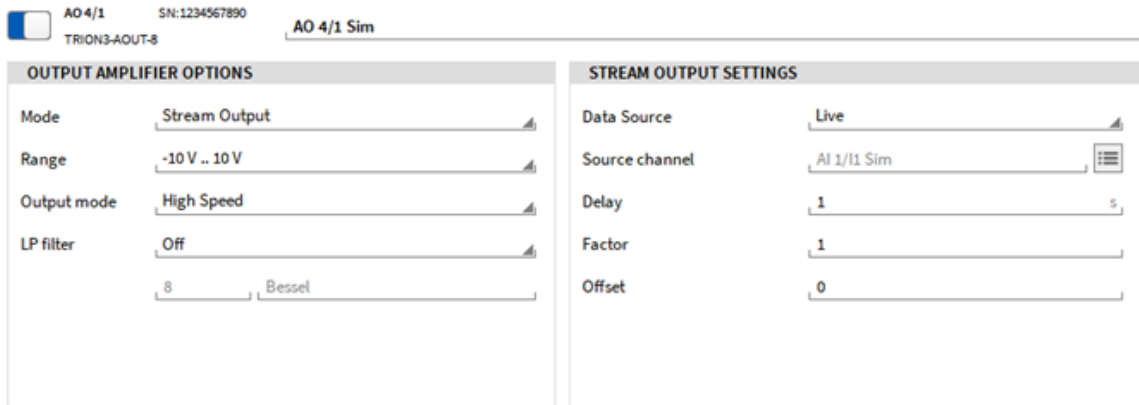 AO 4/1 SN:1234567890
TRION3-AOUT-8
AO 4/1 Sim
OUTPUT AMPLIFIER OPTIONS
Mode Stream Output
Range -10 V .. 10 V
Output mode High Speed
LP filter Off
8 Bessel
STREAM OUTPUT SETTINGS
Data Source Live
Source channel AI 1/I1 Sim
Delay 1 s
Factor 1
Offset 0